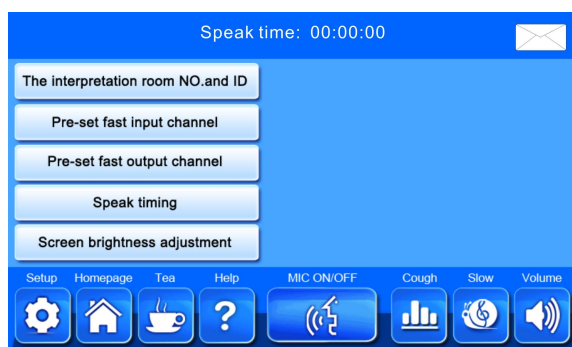 Speak time: 00:00:00
The interpretation room NO.and ID
Pre-set fast input channel
Pre-set fast output channel
Speak timing
Screen brightness adjustment
Setup Homepage Tea Help MIC ON/OFF Cough Slow Volume
?